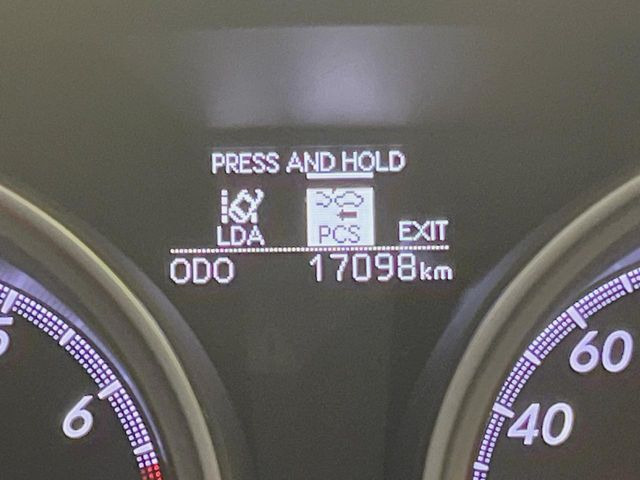 PRESS AND HOLD
LDA PCS EXIT
ODO 17098km
6
60
40